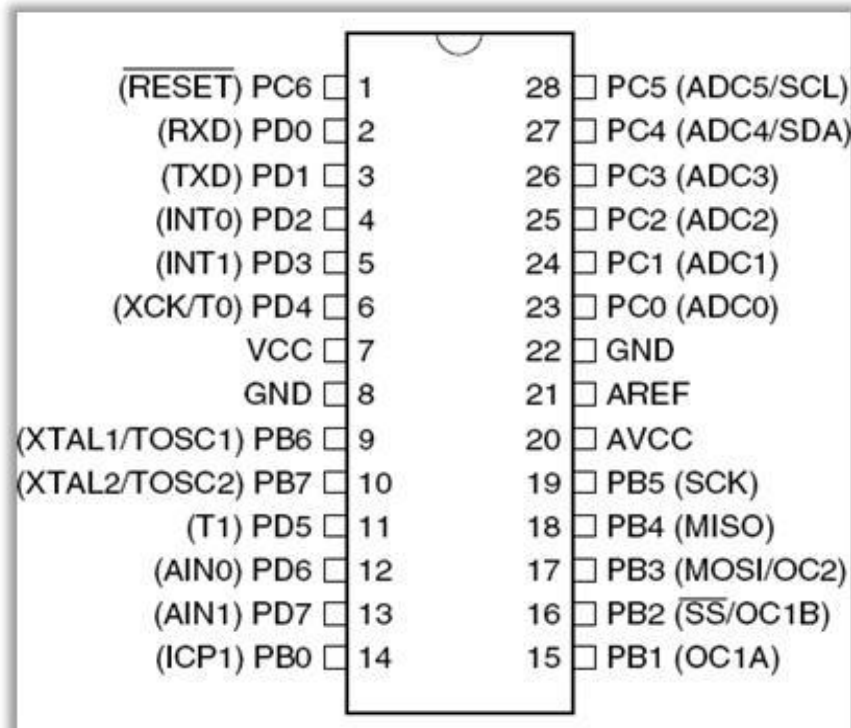 (RESET) PC6 1 28 PC5 (ADC5/SCL)
(RXD) PD0 2 27 PC4 (ADC4/SDA)
(TXD) PD1 3 26 PC3 (ADC3)
(INT0) PD2 4 25 PC2 (ADC2)
(INT1) PD3 5 24 PC1 (ADC1)
(XCK/T0) PD4 6 23 PC0 (ADC0)
VCC 7 22 GND
GND 8 21 AREF
(XTAL1/TOSC1) PB6 9 20 AVCC
(XTAL2/TOSC2) PB7 10 19 PB5 (SCK)
(T1) PD5 11 18 PB4 (MISO)
(AIN0) PD6 12 17 PB3 (MOSI/OC2)
(AIN1) PD7 13 16 PB2 (SS/OC1B)
(ICP1) PB0 14 15 PB1 (OC1A)